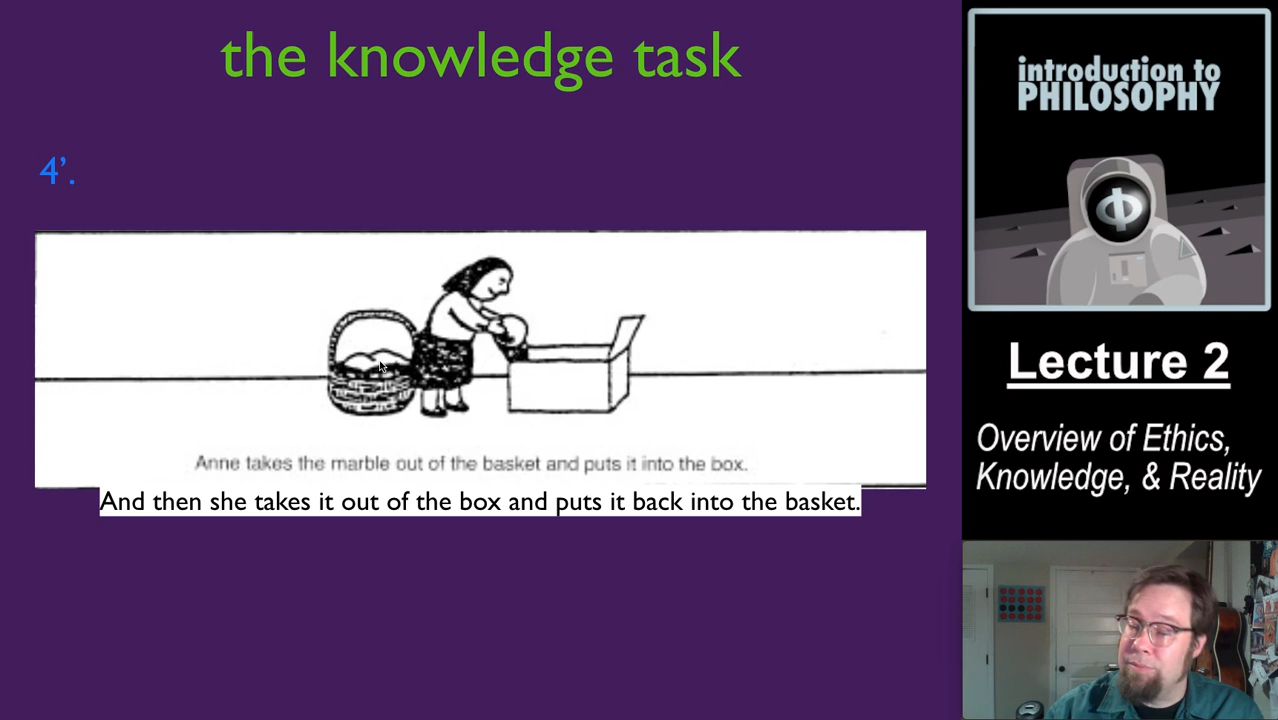 the knowledge task
4’.
Anne takes the marble out of the basket and puts it into the box.
And then she takes it out of the box and puts it back into the basket.
introduction to
PHILOSOPHY
Φ
Lecture 2
Overview of Ethics,
Knowledge, & Reality